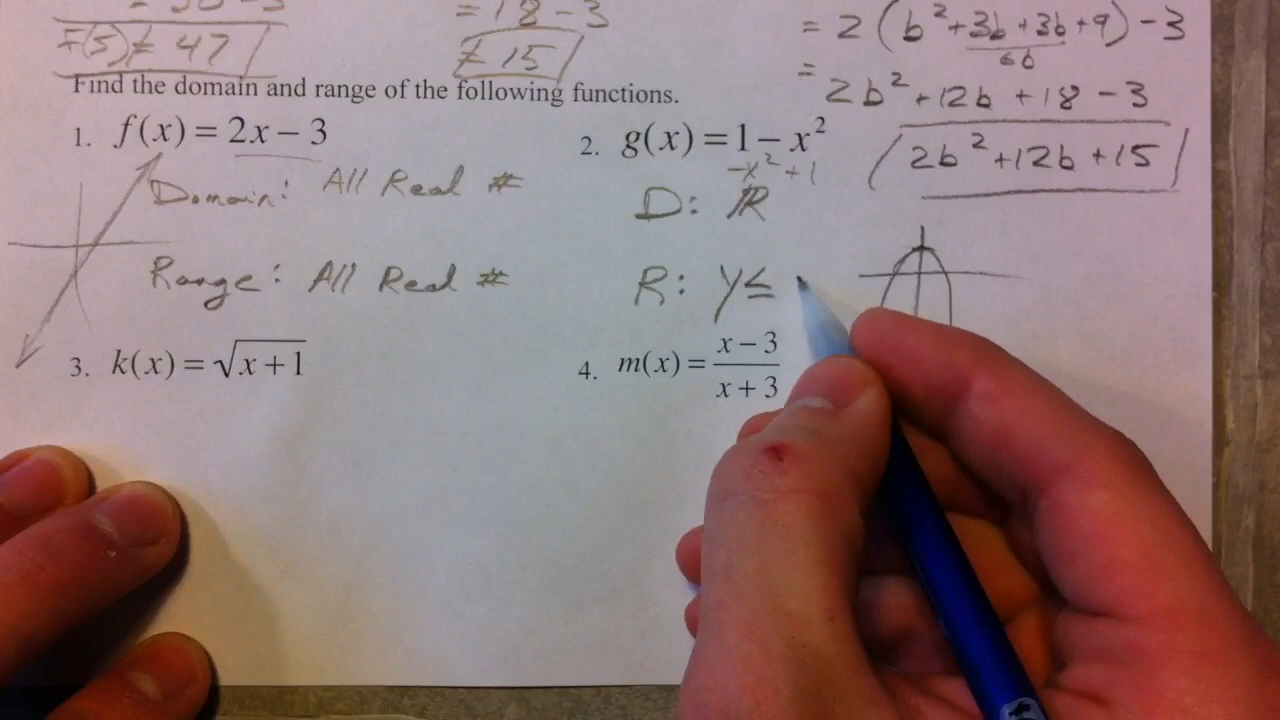 = 18 - 3
= 2 (b² + 3b + 3b + 9) - 3
6b
F(5) = 47
= 15
= 2b² + 12b + 18 - 3
Find the domain and range of the following functions.
1. f(x) = 2x - 3
2. g(x) = 1 - x²
2b² + 12b + 15
-x² + 1
Domain: All Real #
D: ℝ
Range: All Real #
R: y ≤
3. k(x) = √x + 1
4. m(x) = x - 3
x + 3